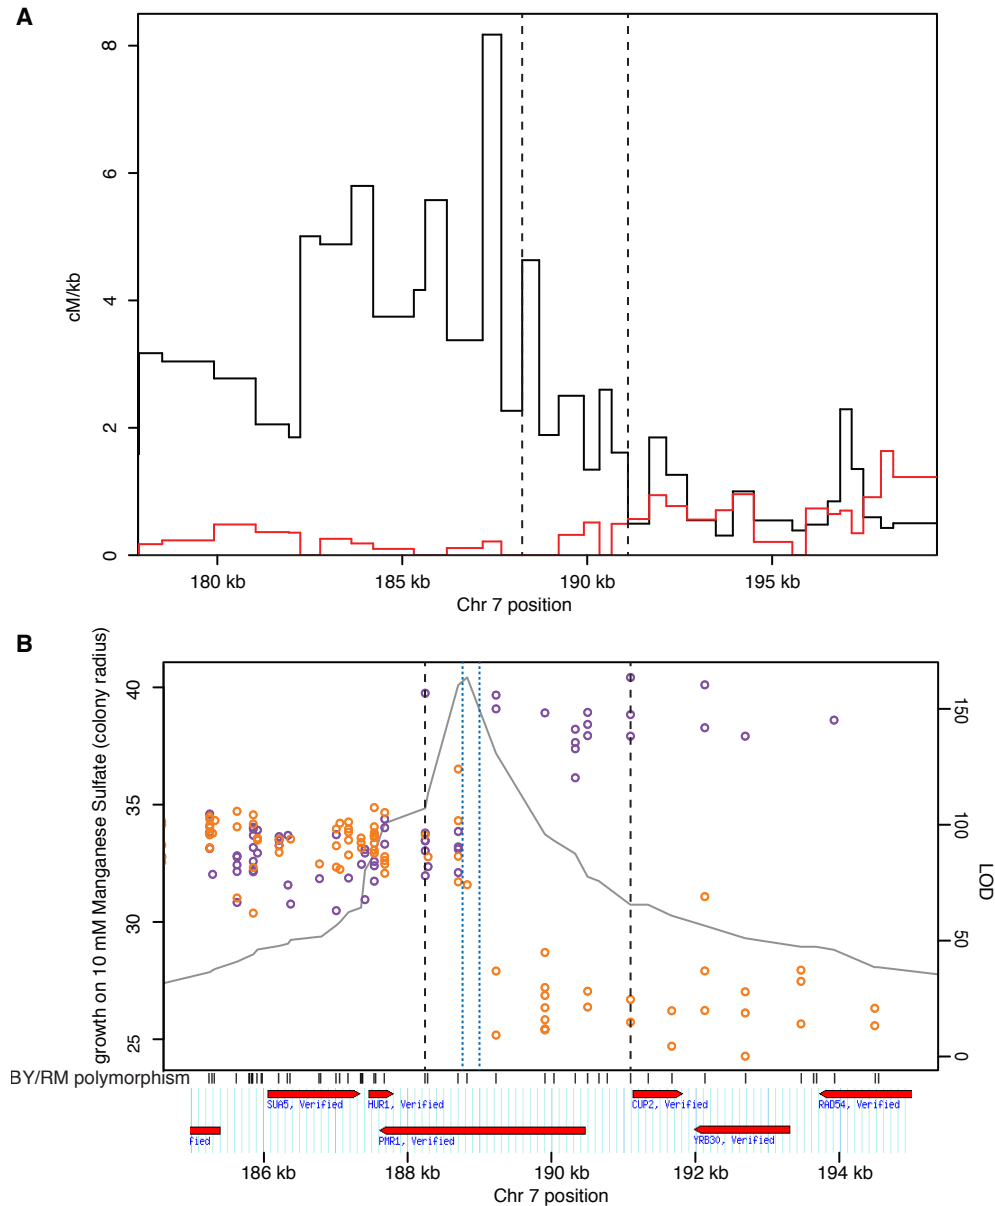 A
8
6
4
2
0
cM/kb
180 kb 185 kb 190 kb 195 kb
Chr 7 position
B
growth on 10 mM Manganese Sulfate (colony radius)
40
35
30
25
150
100
50
0
LOD
BY/RM polymorphism
SUA5, Verified HUR1, Verified CUP2, Verified RAD54, Verified
fied PMR1, Verified YRB30, Verified
186 kb 188 kb 190 kb 192 kb 194 kb
Chr 7 position